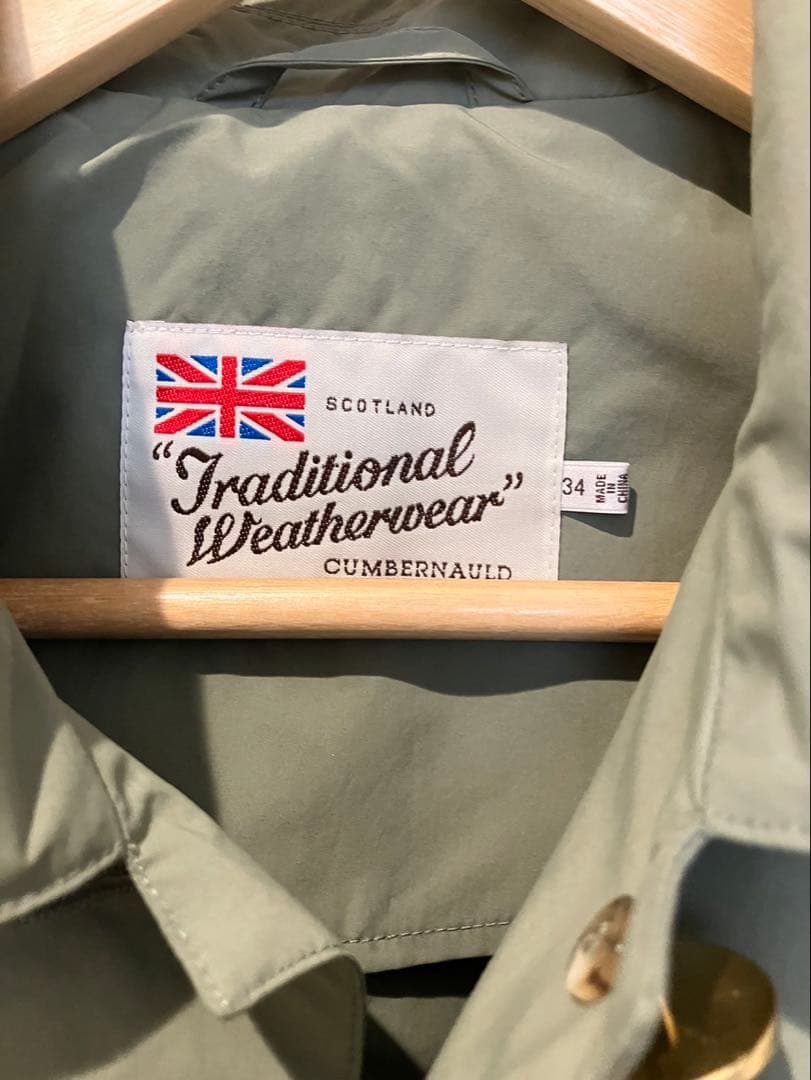 SCOTLAND
“Traditional
Weatherwear”
CUMBERNAULD
34
MADE
IN
CHINA